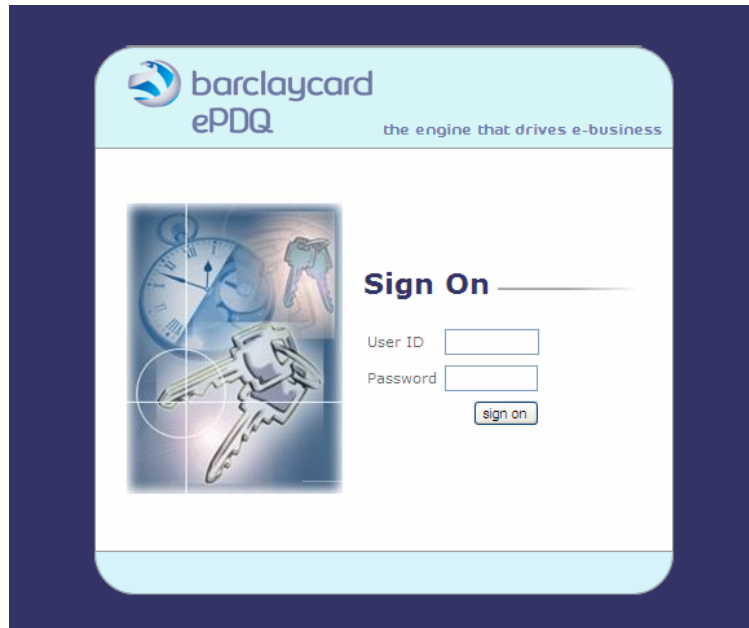 barclaycard
ePDQ
the engine that drives e-business
Sign On
User ID
Password
sign on